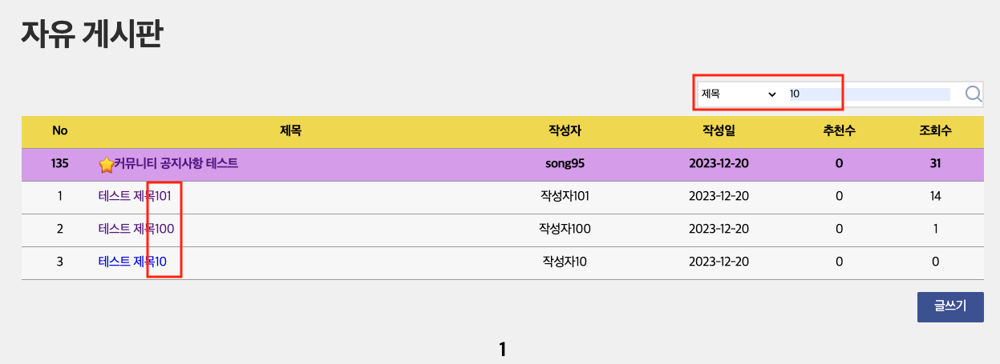 자유 게시판
제목 10
No 제목 작성자 작성일 추천수 조회수
135 커뮤니티 공지사항 테스트 song95 2023-12-20 0 31
1 테스트 제목101 작성자101 2023-12-20 0 14
2 테스트 제목100 작성자100 2023-12-20 0 1
3 테스트 제목10 작성자10 2023-12-20 0 0
글쓰기
1